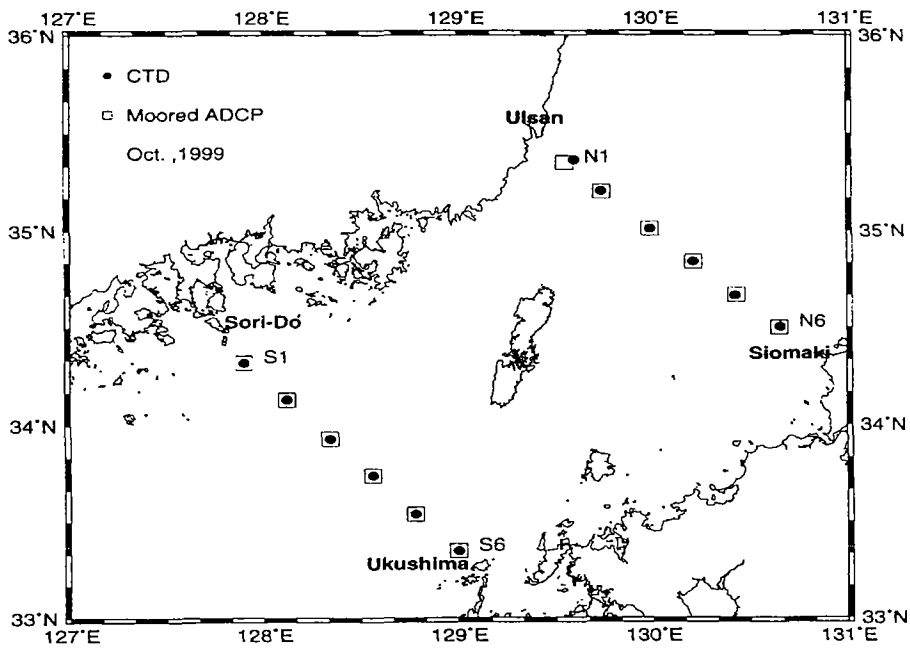 127°E 128°E 129°E 130°E 131°E
36°N 36°N
CTD
Moored ADCP
Oct. ,1999
Ulsan
N1
35°N 35°N
Sori-Do
S1
N6
Siomaki
34°N 34°N
S6
Ukushima
33°N 33°N
127°E 128°E 129°E 130°E 131°E